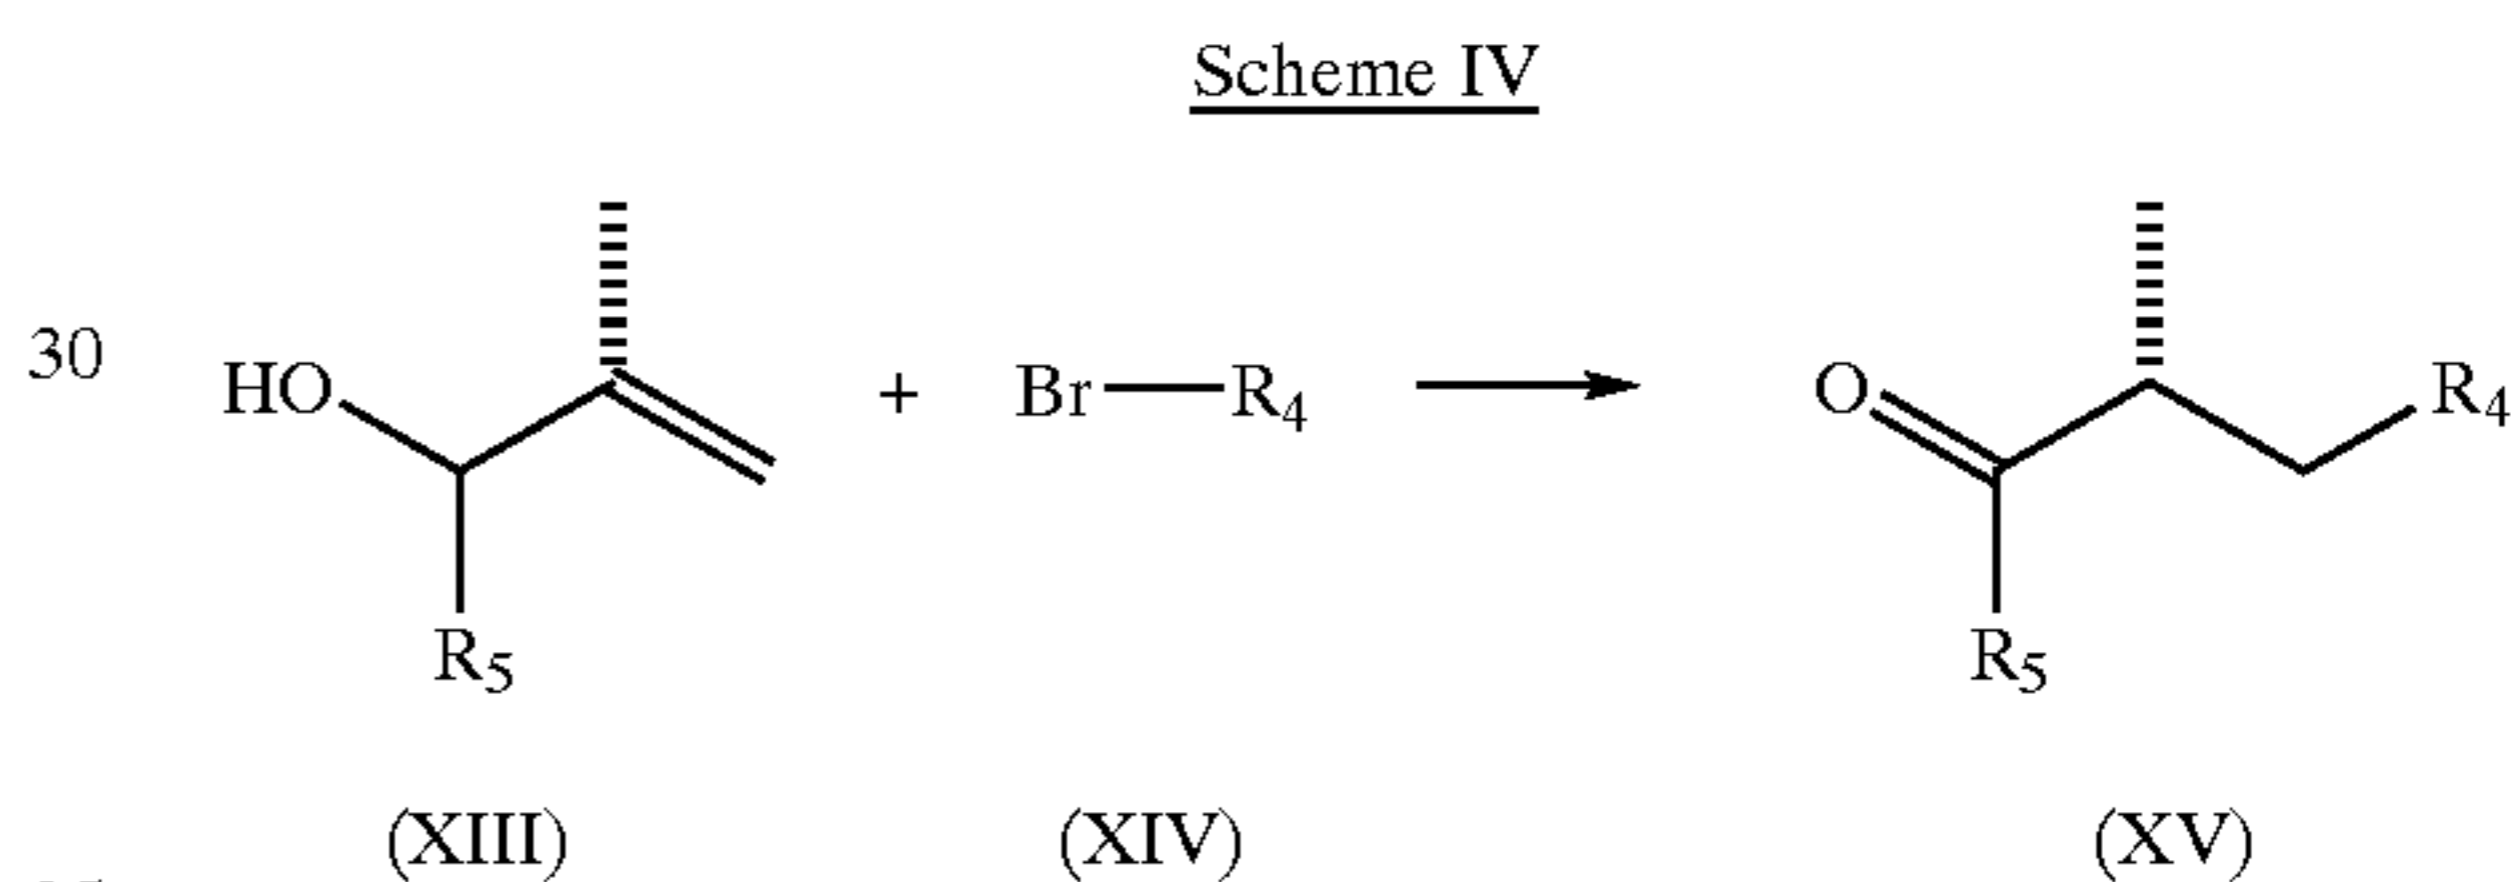 Scheme IV
30 HO + Br R4 O R4
R5 R5
(XIII) (XIV) (XV)